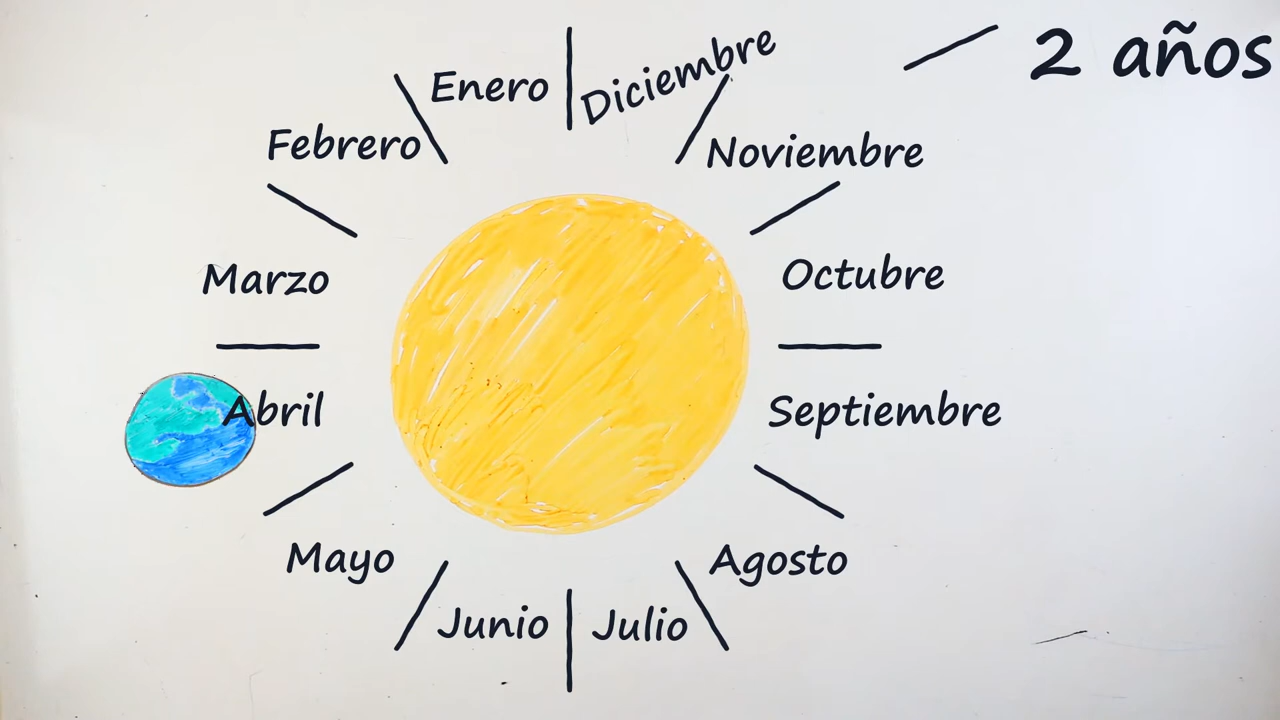 2 años
Enero
Diciembre
Febrero
Noviembre
Marzo
Octubre
Abril
Septiembre
Mayo
Agosto
Junio
Julio